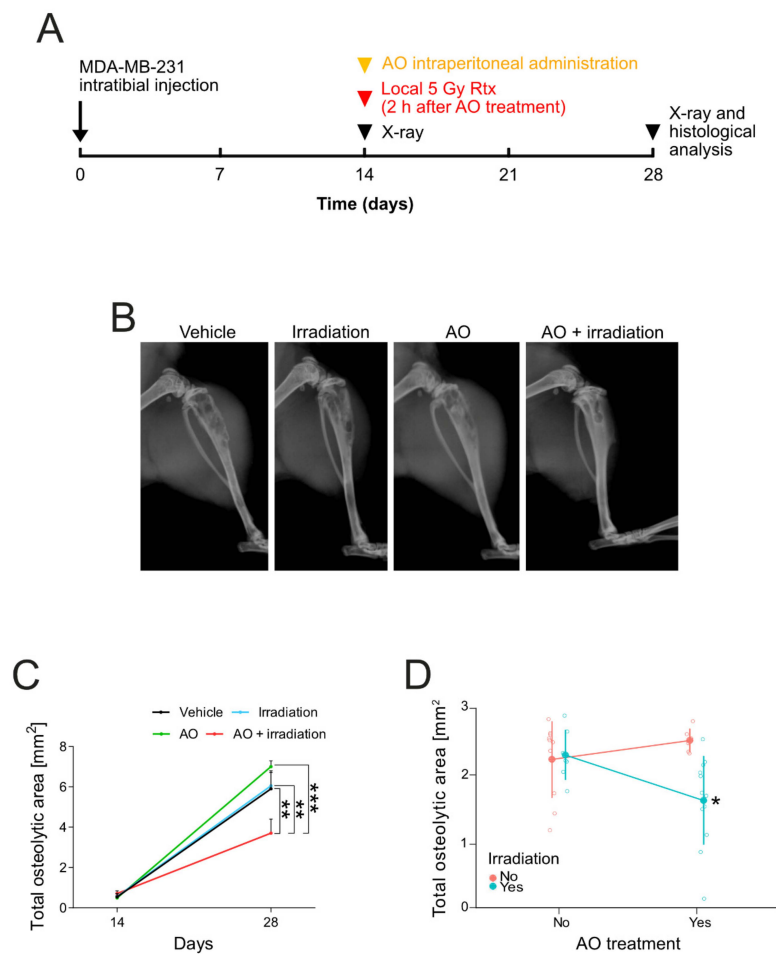 A
MDA-MB-231
intratibial injection
AO intraperitoneal administration
Local 5 Gy Rtx
(2 h after AO treatment)
X-ray
X-ray and
histological
analysis
0 7 14 21 28
Time (days)
B
Vehicle Irradiation AO AO + irradiation
C
Vehicle Irradiation
AO AO + irradiation
Total osteolytic area [mm²]
8
6
4
2
0
** ** ***
14 28
Days
D
Total osteolytic area [mm²]
3
2
1
0
*
Irradiation
No
Yes
No Yes
AO treatment